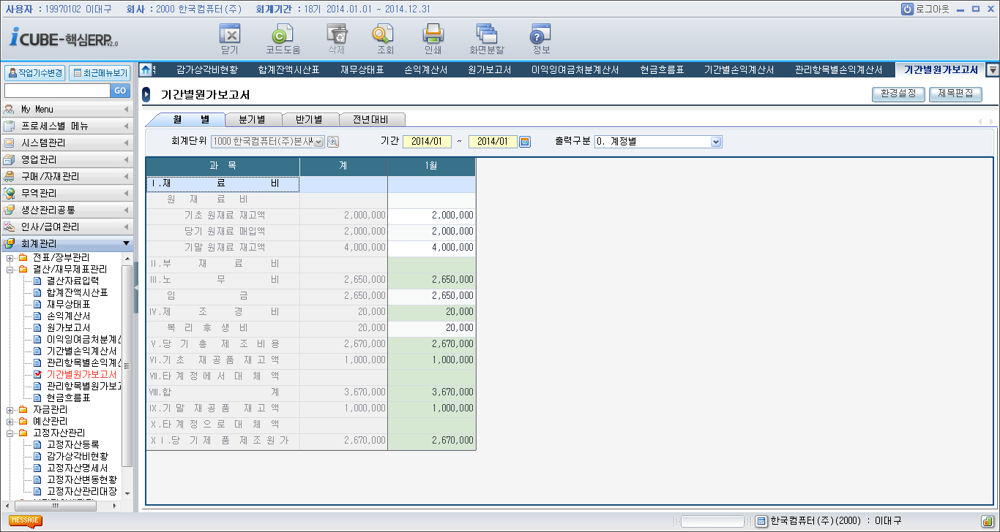 사용자 : 19970102 이대구 회사 : 2000 한국컴퓨터(주) 회계기간 : 18기 2014.01.01 ~ 2014.12.31 로그아웃
iCUBE-핵심ERP v2.0 닫기 코드도움 삭제 조회 인쇄 화면분할 정보
작업기수변경 최근메뉴보기
GO
감가상각비현황 합계잔액시산표 재무상태표 손익계산서 원가보고서 이익잉여금처분계산서 현금흐름표 기간별손익계산서 관리항목별손익계산서 기간별원가보고서
기간별원가보고서 환경설정 제목편집
월 별 분기별 반기별 전년대비
회계단위 1000 한국컴퓨터(주)본사 기간 2014/01 ~ 2014/01 출력구분 0. 계정별
My Menu
프로세스별 메뉴
시스템관리
영업관리
구매/자재관리
무역관리
생산관리공통
인사/급여관리
회계관리
전표/장부관리
결산/재무제표관리
결산자료입력
합계잔액시산표
재무상태표
손익계산서
원가보고서
이익잉여금처분계산
기간별손익계산서
관리항목별손익계산
기간별원가보고서
관리항목별원가보고
현금흐름표
자금관리
예산관리
고정자산관리
고정자산등록
감가상각비현황
고정자산명세서
고정자산변동현황
고정자산관리대장
과 목 계 1월
Ⅰ.재 료 비
원 재 료 비
기초 원재료 재고액 2,000,000 2,000,000
당기 원재료 매입액 2,000,000 2,000,000
기말 원재료 재고액 4,000,000 4,000,000
Ⅱ.부 재 료 비
Ⅲ.노 무 비 2,650,000 2,650,000
임 금 2,650,000 2,650,000
Ⅳ.제 조 경 비 20,000 20,000
복 리 후 생 비 20,000 20,000
Ⅴ.당 기 총 제 조 비 용 2,670,000 2,670,000
Ⅵ.기 초 재 공 품 재 고 액 1,000,000 1,000,000
Ⅶ.타 계 정 에 서 대 체 액
Ⅷ.합 계 3,670,000 3,670,000
Ⅸ.기 말 재 공 품 재 고 액 1,000,000 1,000,000
Ⅹ.타 계 정 으 로 대 체 액
ⅩⅠ.당 기 제 품 제 조 원 가 2,670,000 2,670,000
MESSAGE 한국컴퓨터(주)(2000) : 이대구